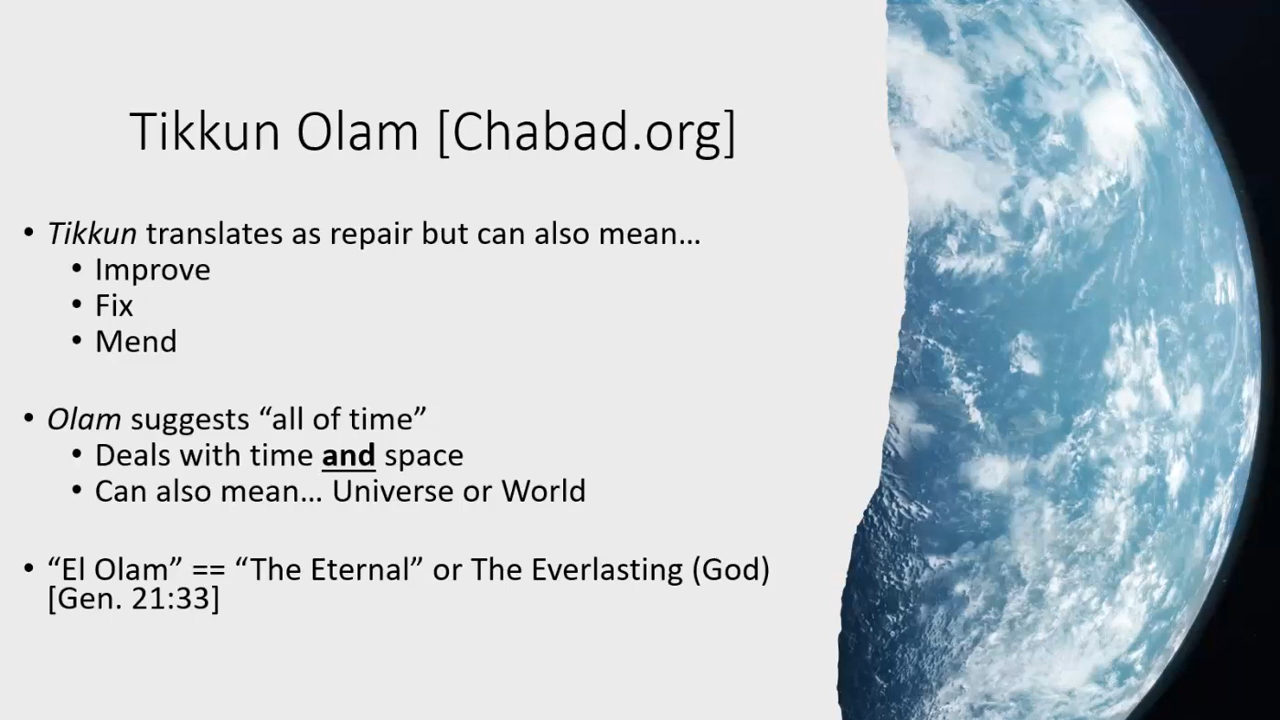 Tikkun Olam [Chabad.org]
• Tikkun translates as repair but can also mean…
• Improve
• Fix
• Mend
• Olam suggests “all of time”
• Deals with time and space
• Can also mean… Universe or World
• “El Olam” == “The Eternal” or The Everlasting (God)
[Gen. 21:33]